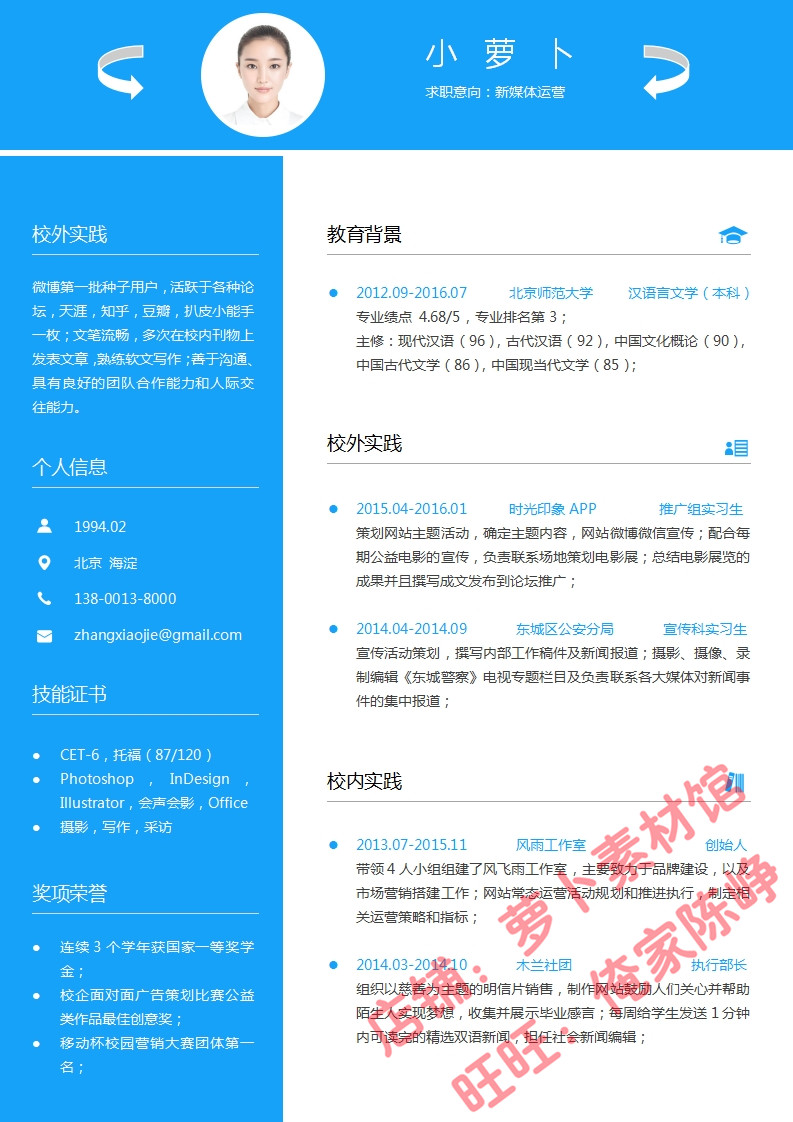 小 萝 卜
求职意向：新媒体运营
校外实践
微博第一批种子用户，活跃于各种论
坛，天涯，知乎，豆瓣，扒皮小能手
一枚；文笔流畅，多次在校内刊物上
发表文章，熟练软文写作；善于沟通、
具有良好的团队合作能力和人际交
往能力。
个人信息
1994.02
北京 海淀
138-0013-8000
zhangxiaojie@gmail.com
技能证书
● CET-6，托福（87/120）
● Photoshop ， InDesign ，
Illustrator，会声会影，Office
● 摄影，写作，采访
奖项荣誉
● 连续 3 个学年获国家一等奖学
金；
● 校企面对面广告策划比赛公益
类作品最佳创意奖；
● 移动杯校园营销大赛团体第一
名；
教育背景
● 2012.09-2016.07 北京师范大学 汉语言文学（本科）
专业绩点 4.68/5，专业排名第 3；
主修：现代汉语（96），古代汉语（92），中国文化概论（90），
中国古代文学（86），中国现当代文学（85）；
校外实践
● 2015.04-2016.01 时光印象 APP 推广组实习生
策划网站主题活动，确定主题内容，网站微博微信宣传；配合每
期公益电影的宣传，负责联系场地策划电影展；总结电影展览的
成果并且撰写成文发布到论坛推广；
● 2014.04-2014.09 东城区公安分局 宣传科实习生
宣传活动策划，撰写内部工作稿件及新闻报道；摄影、摄像、录
制编辑《东城警察》电视专题栏目及负责联系各大媒体对新闻事
件的集中报道；
校内实践
● 2013.07-2015.11 风雨工作室 创始人
带领 4 人小组组建了风飞雨工作室，主要致力于品牌建设，以及
市场营销搭建工作；网站常态运营活动规划和推进执行，制定相
关运营策略和指标；
● 2014.03-2014.10 木兰社团 执行部长
组织以慈善为主题的明信片销售，制作网站鼓励人们关心并帮助
陌生人实现梦想，收集并展示毕业感言；每周给学生发送 1 分钟
内可读完的精选双语新闻，担任社会新闻编辑；
店铺：萝卜素材馆
旺旺：俺家陈峥